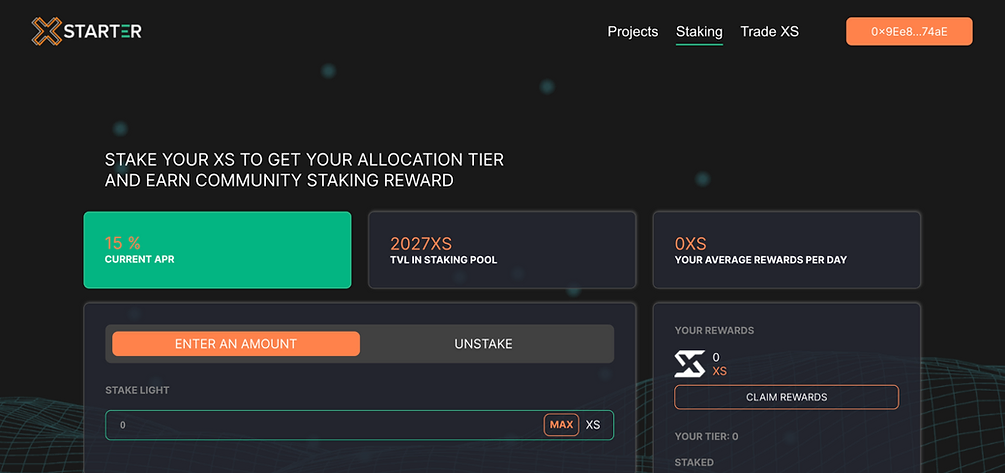 XSTARTER
Projects
Staking
Trade XS
0x9Ee8...74aE
STAKE YOUR XS TO GET YOUR ALLOCATION TIER
AND EARN COMMUNITY STAKING REWARD
15 %
CURRENT APR
2027XS
TVL IN STAKING POOL
0XS
YOUR AVERAGE REWARDS PER DAY
ENTER AN AMOUNT
UNSTAKE
STAKE LIGHT
0
MAX
XS
YOUR REWARDS
0
XS
CLAIM REWARDS
YOUR TIER: 0
STAKED